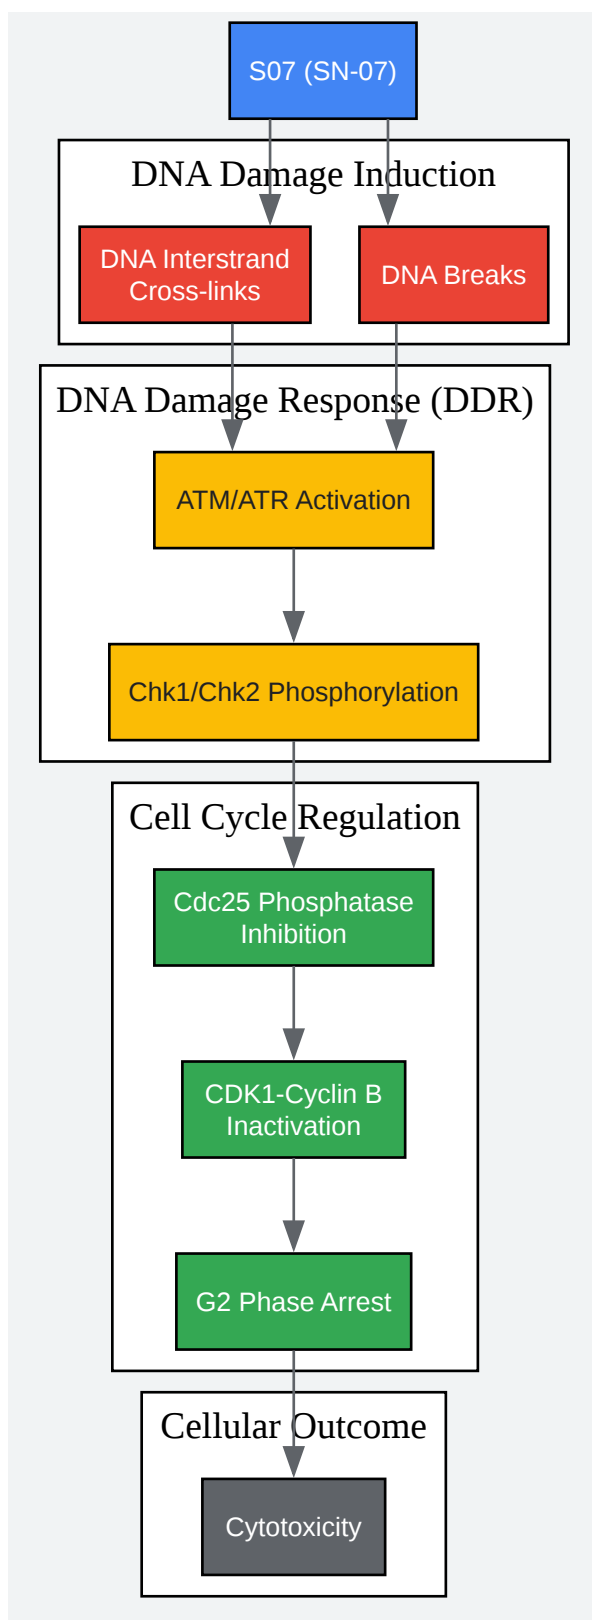 S07 (SN-07)
DNA Damage Induction
DNA Interstrand
Cross-links
DNA Breaks
DNA Damage Response (DDR)
ATM/ATR Activation
Chk1/Chk2 Phosphorylation
Cell Cycle Regulation
Cdc25 Phosphatase
Inhibition
CDK1-Cyclin B
Inactivation
G2 Phase Arrest
Cellular Outcome
Cytotoxicity